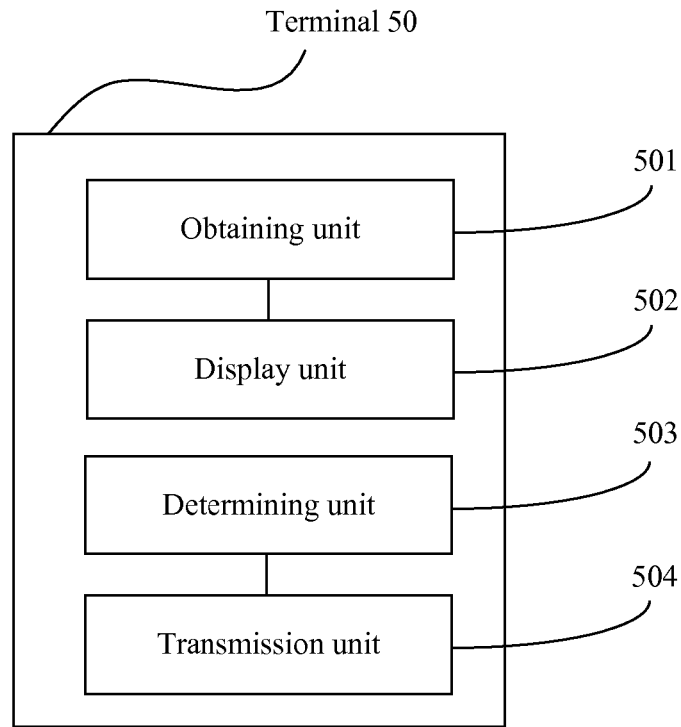 Terminal 50
501
Obtaining unit
502
Display unit
503
Determining unit
504
Transmission unit